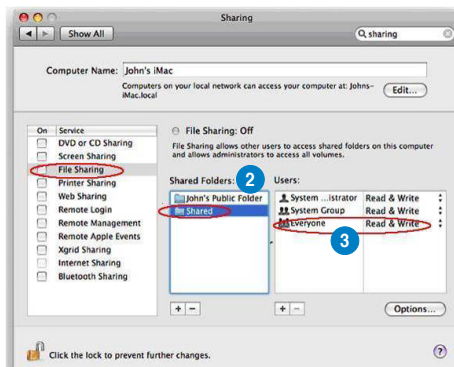 Sharing
Show All
sharing
Computer Name: John's iMac
Computers on your local network can access your computer at: Johns-
iMac.local
Edit...
On Service
DVD or CD Sharing
Screen Sharing
File Sharing
Printer Sharing
Web Sharing
Remote Login
Remote Management
Remote Apple Events
Xgrid Sharing
Internet Sharing
Bluetooth Sharing
File Sharing: Off
File Sharing allows other users to access shared folders on this computer
and allows administrators to access all volumes.
Shared Folders: 2
John's Public Folder
Shared
Users:
System ...istrator Read & Write
System Group Read & Write
Everyone Read & Write
3
+ −
+ −
Options...
Click the lock to prevent further changes.
?